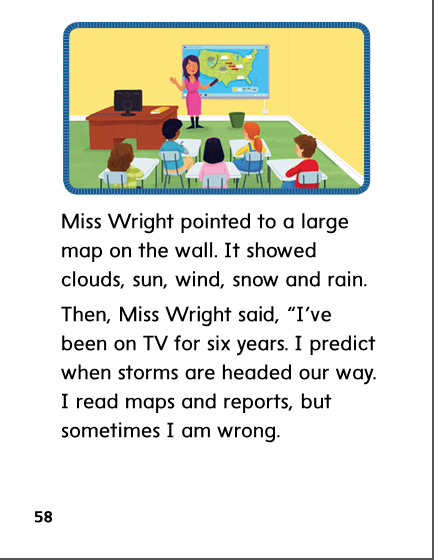 Miss Wright pointed to a large
map on the wall. It showed
clouds, sun, wind, snow and rain.
Then, Miss Wright said, “I’ve
been on TV for six years. I predict
when storms are headed our way.
I read maps and reports, but
sometimes I am wrong.
58